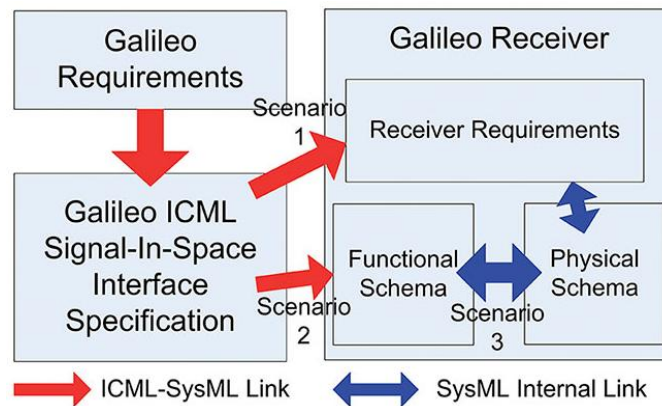 Galileo
Requirements
Galileo Receiver
Scenario
1
Receiver Requirements
Galileo ICML
Signal-In-Space
Interface
Specification
Scenario
2
Functional
Schema
Physical
Schema
Scenario
3
ICML-SysML Link
SysML Internal Link